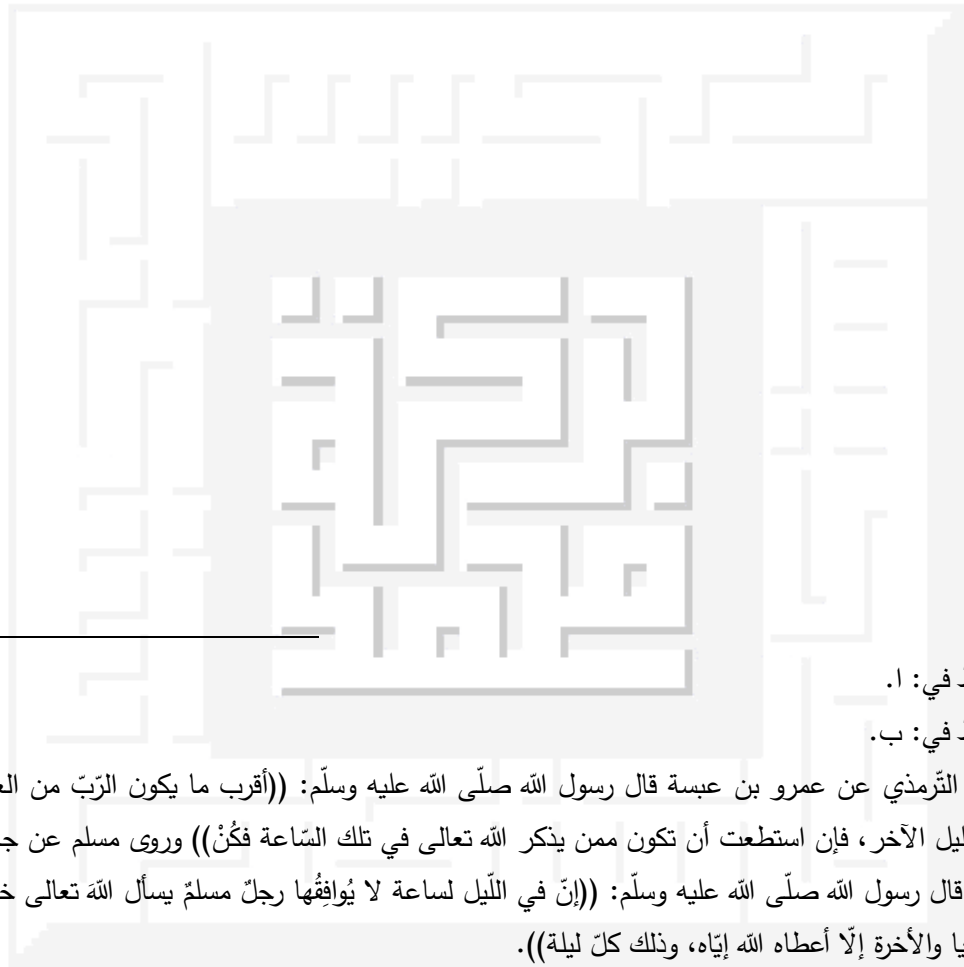 في: ا.
في: ب.
التّرمذي عن عمرو بن عبسة قال رسول الله صلّى الله عليه وسلّم: ((أقرب ما يكون الرّبّ من
الآخر، فإن استطعت أن تكون ممن يذكر الله تعالى في تلك السّاعة فكُنْ)) وروى مسلم عن
قال رسول الله صلّى الله عليه وسلّم: ((إنّ في اللّيل لساعة لا يُوافِقُها رجلٌ مسلمٌ يسأل اللهَ تعالى
والأخرة إلّا أعطاه الله إيّاه، وذلك كلّ ليلة)).